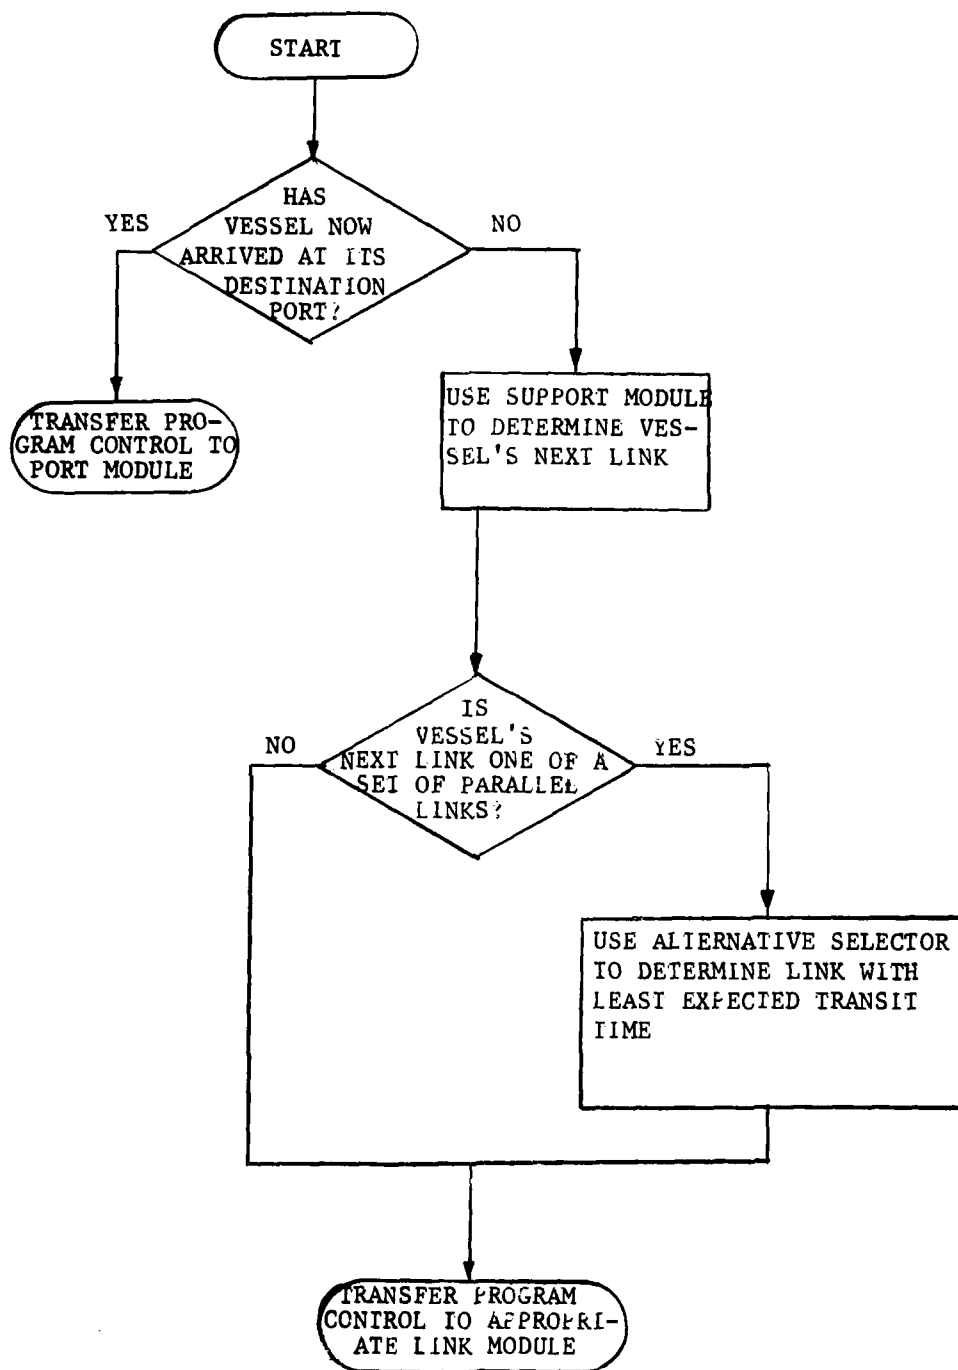 START
HAS
VESSEL NOW
ARRIVED AT ITS
DESTINATION
PORT?
YES
NO
TRANSFER PRO-
GRAM CONTROL TO
PORT MODULE
USE SUPPORT MODULE
TO DETERMINE VES-
SEL'S NEXT LINK
IS
VESSEL'S
NEXT LINK ONE OF A
SET OF PARALLEL
LINKS?
NO
YES
USE ALTERNATIVE SELECTOR
TO DETERMINE LINK WITH
LEAST EXPECTED TRANSIT
TIME
TRANSFER PROGRAM
CONTROL TO APPROPRI-
ATE LINK MODULE